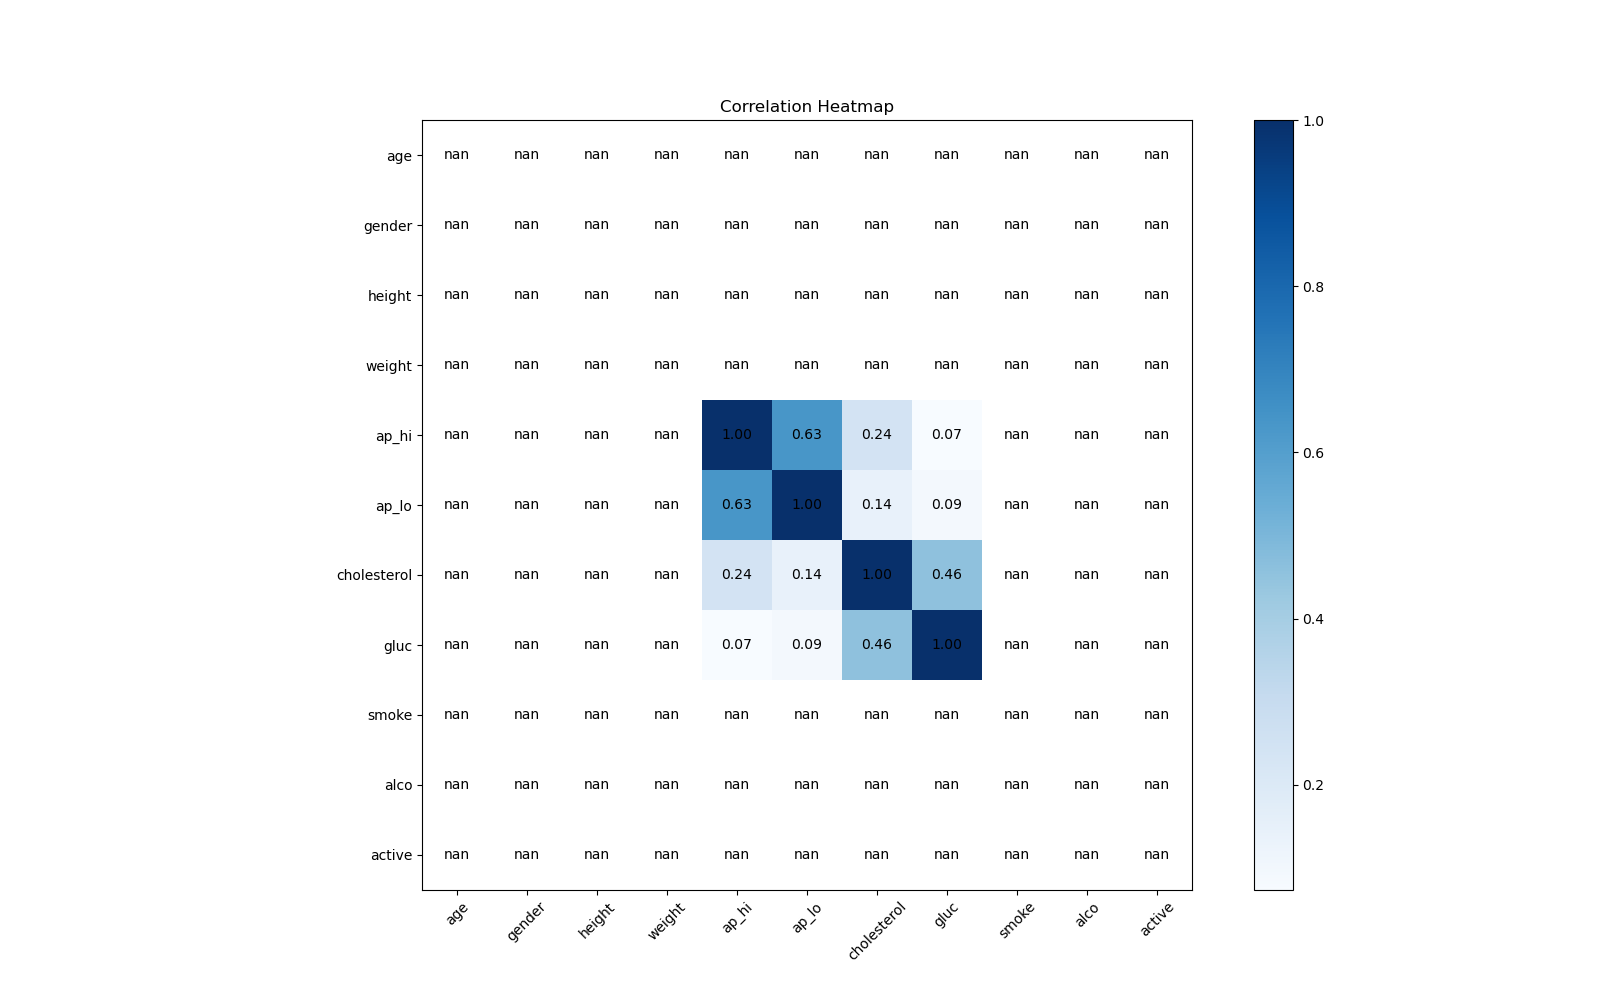 Correlation Heatmap
age nan nan nan nan nan nan nan nan nan nan nan
gender nan nan nan nan nan nan nan nan nan nan nan
height nan nan nan nan nan nan nan nan nan nan nan
weight nan nan nan nan nan nan nan nan nan nan nan
ap_hi nan nan nan nan 1.00 0.63 0.24 0.07 nan nan nan
ap_lo nan nan nan nan 0.63 1.00 0.14 0.09 nan nan nan
cholesterol nan nan nan nan 0.24 0.14 1.00 0.46 nan nan nan
gluc nan nan nan nan 0.07 0.09 0.46 1.00 nan nan nan
smoke nan nan nan nan nan nan nan nan nan nan nan
alco nan nan nan nan nan nan nan nan nan nan nan
active nan nan nan nan nan nan nan nan nan nan nan
age gender height weight ap_hi ap_lo cholesterol gluc smoke alco active
1.0
0.8
0.6
0.4
0.2